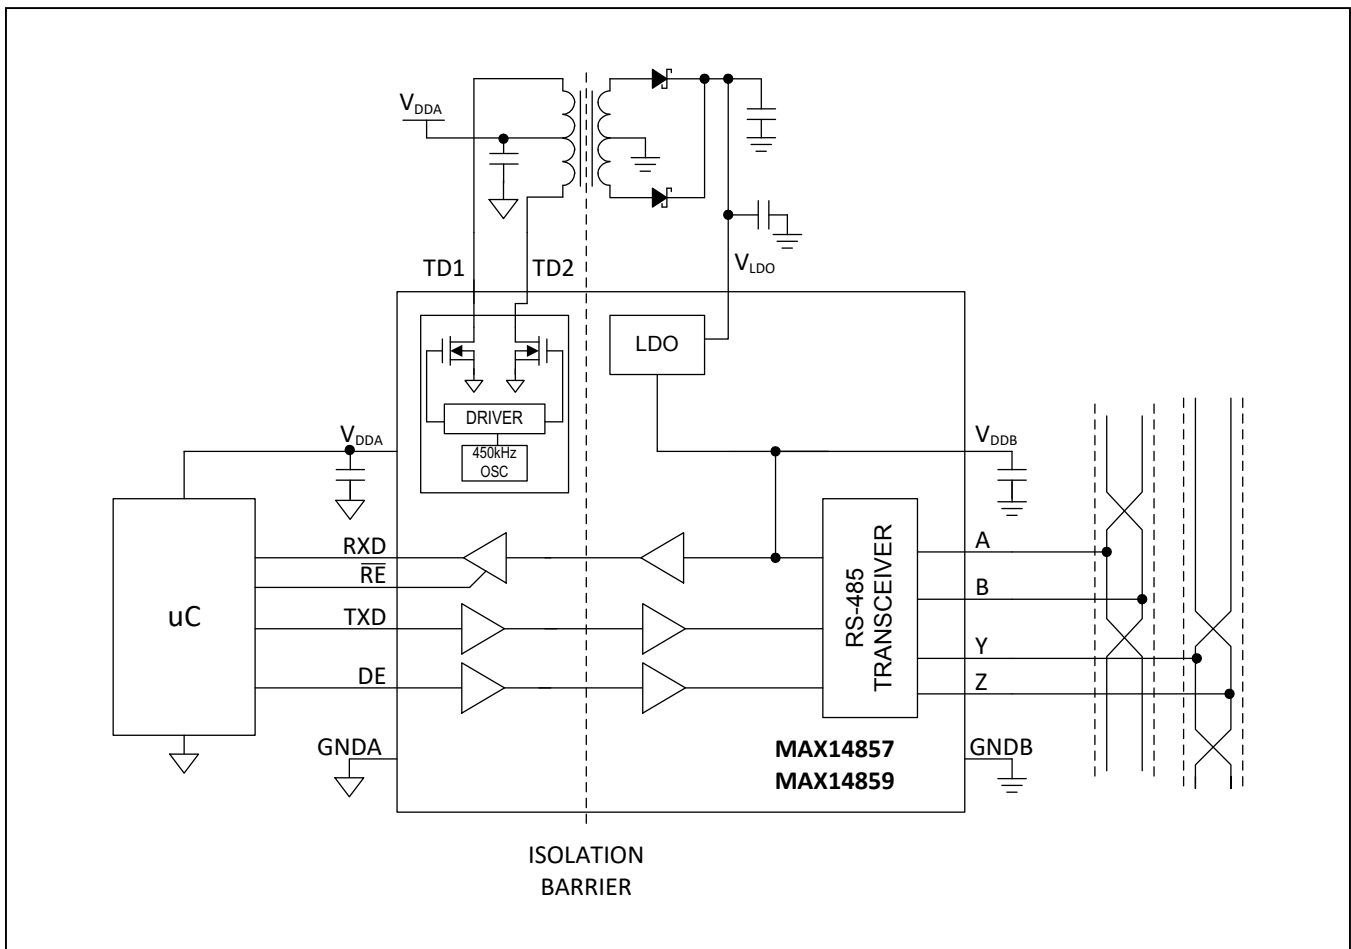 VDDA
TD1
TD2
VLDO
LDO
DRIVER
450kHz
OSC
VDDA
VDDB
uC
RXD
RE
TXD
DE
GNDA
RS-485
TRANSCEIVER
A
B
Y
Z
MAX14857
MAX14859
GNDB
ISOLATION
BARRIER